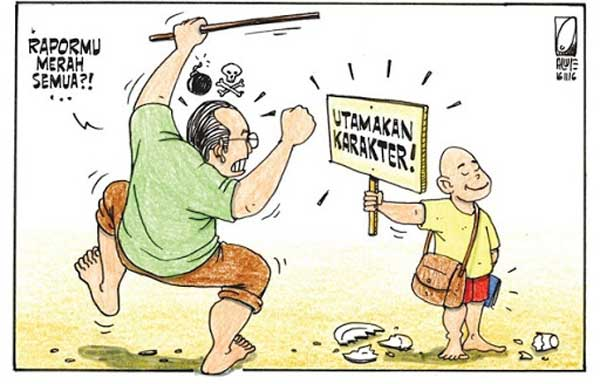 RAPORMU
MERAH
SEMUA?!
...
UTAMAKAN
KARAKTER!